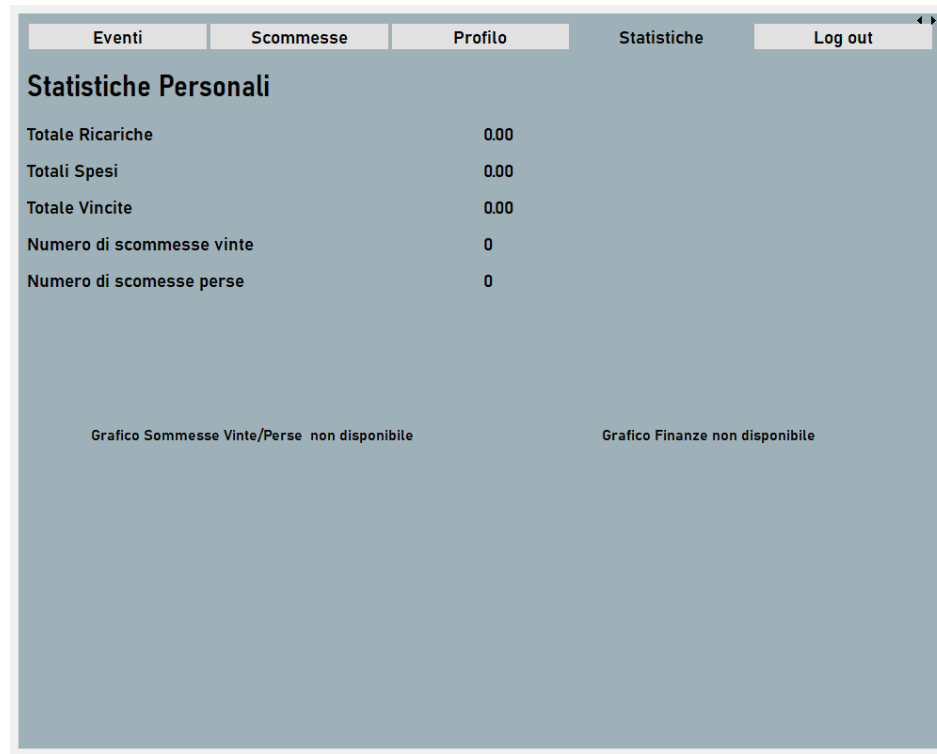 Eventi Scommesse Profilo Statistiche Log out
Statistiche Personali
Totale Ricariche 0.00
Totali Spesi 0.00
Totale Vincite 0.00
Numero di scommesse vinte 0
Numero di scomesse perse 0
Grafico Sommesse Vinte/Perse  non disponibile Grafico Finanze non disponibile